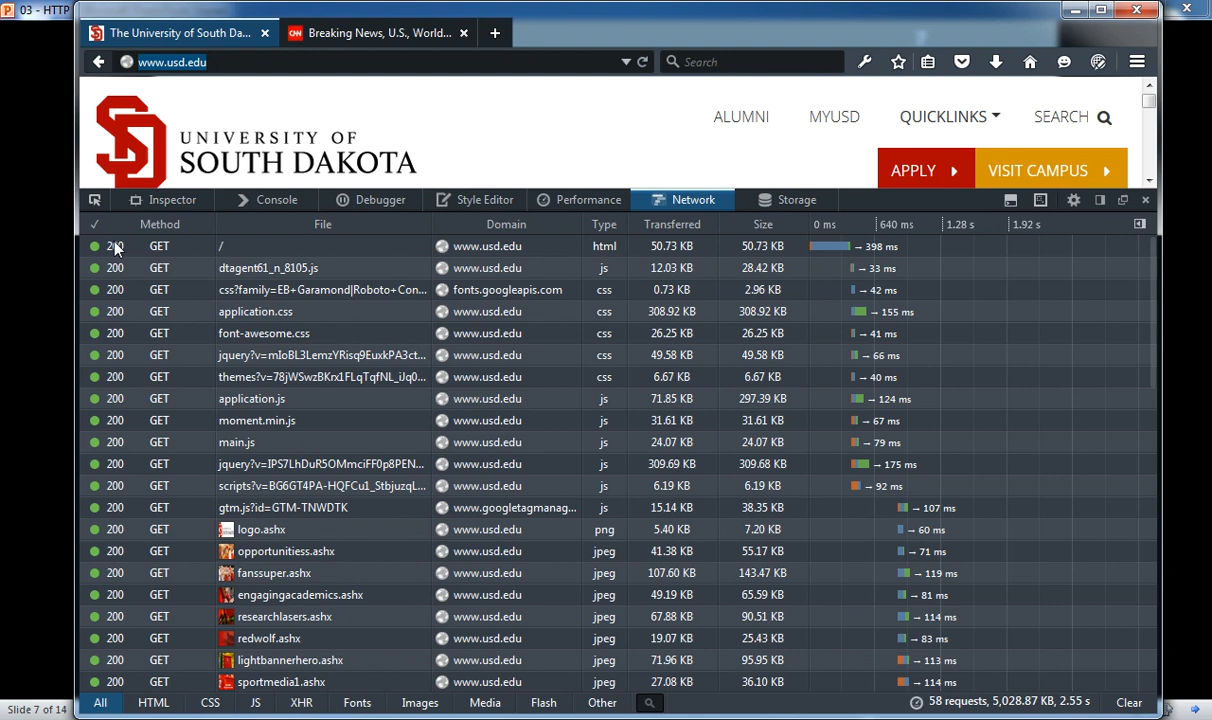 03 - HTTP
The University of South Da...
Breaking News, U.S., World...
www.usd.edu
Search
UNIVERSITY OF
SOUTH DAKOTA
ALUMNI MYUSD QUICKLINKS SEARCH
APPLY VISIT CAMPUS
Inspector Console Debugger Style Editor Performance Network Storage
✓ Method File Domain Type Transferred Size 0 ms 640 ms 1.28 s 1.92 s
200 GET / www.usd.edu html 50.73 KB 50.73 KB → 398 ms
200 GET dtagent61_n_8105.js www.usd.edu js 12.03 KB 28.42 KB → 33 ms
200 GET css?family=EB+Garamond|Roboto+Con... fonts.googleapis.com css 0.73 KB 2.96 KB → 42 ms
200 GET application.css www.usd.edu css 308.92 KB 308.92 KB → 155 ms
200 GET font-awesome.css www.usd.edu css 26.25 KB 26.25 KB → 41 ms
200 GET jquery?v=mIoBL3LemzYRisq9EuxkPA3ct... www.usd.edu css 49.58 KB 49.58 KB → 66 ms
200 GET themes?v=78jWSwzBKrx1FLqTqfNL_iJq0... www.usd.edu css 6.67 KB 6.67 KB → 40 ms
200 GET application.js www.usd.edu js 71.85 KB 297.39 KB → 124 ms
200 GET moment.min.js www.usd.edu js 31.61 KB 31.61 KB → 67 ms
200 GET main.js www.usd.edu js 24.07 KB 24.07 KB → 79 ms
200 GET jquery?v=IPS7LhDuR5OMmciFF0p8PEN... www.usd.edu js 309.69 KB 309.68 KB → 175 ms
200 GET scripts?v=BG6GT4PA-HQFCu1_StbjuzqL... www.usd.edu js 6.19 KB 6.19 KB → 92 ms
200 GET gtm.js?id=GTM-TNWDTK www.googletagmanag... js 15.14 KB 38.35 KB → 107 ms
200 GET logo.ashx www.usd.edu png 5.40 KB 7.20 KB → 60 ms
200 GET opportunitiess.ashx www.usd.edu jpeg 41.38 KB 55.17 KB → 71 ms
200 GET fanssuper.ashx www.usd.edu jpeg 107.60 KB 143.47 KB → 119 ms
200 GET engagingacademics.ashx www.usd.edu jpeg 49.19 KB 65.59 KB → 81 ms
200 GET researchlasers.ashx www.usd.edu jpeg 67.88 KB 90.51 KB → 114 ms
200 GET redwolf.ashx www.usd.edu jpeg 19.07 KB 25.43 KB → 83 ms
200 GET lightbannerhero.ashx www.usd.edu jpeg 71.96 KB 95.95 KB → 113 ms
200 GET sportmedia1.ashx www.usd.edu jpeg 27.08 KB 36.10 KB → 114 ms
All HTML CSS JS XHR Fonts Images Media Flash Other 58 requests, 5,028.87 KB, 2.55 s Clear
Slide 7 of 14